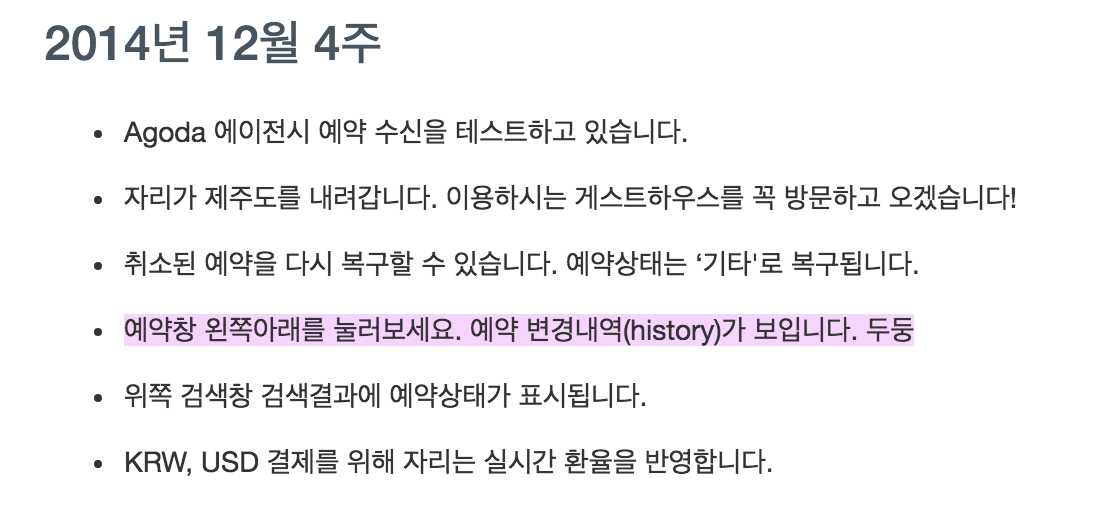 2014년 12월 4주
• Agoda 에이전시 예약 수신을 테스트하고 있습니다.
• 자리가 제주도를 내려갑니다. 이용하시는 게스트하우스를 꼭 방문하고 오겠습니다!
• 취소된 예약을 다시 복구할 수 있습니다. 예약상태는 ‘기타'로 복구됩니다.
• 예약창 왼쪽아래를 눌러보세요. 예약 변경내역(history)가 보입니다. 두둥
• 위쪽 검색창 검색결과에 예약상태가 표시됩니다.
• KRW, USD 결제를 위해 자리는 실시간 환율을 반영합니다.